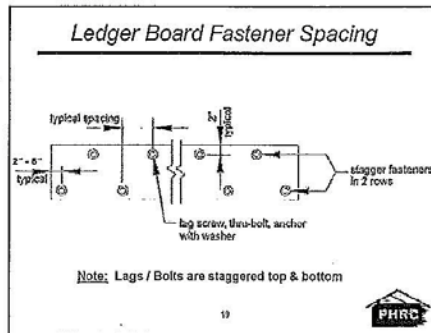 Ledger Board Fastener Spacing
typical spacing
2"
typical
2" - 5"
typical
stagger fasteners
in 2 rows
lag screw, thru-bolt, anchor
with washer
Note: Lags / Bolts are staggered top & bottom
19
PHRC